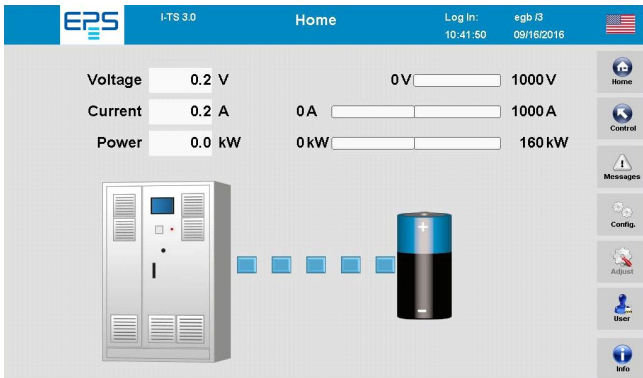 EPS
I-TS 3.0
Home
Log In:
egb /3
10:41:50
09/16/2016
Voltage 0.2 V
0 V 1000 V
Current 0.2 A
0 A 1000 A
Power 0.0 kW
0 kW 160 kW
Home
Control
Messages
Config.
Adjust
User
Info